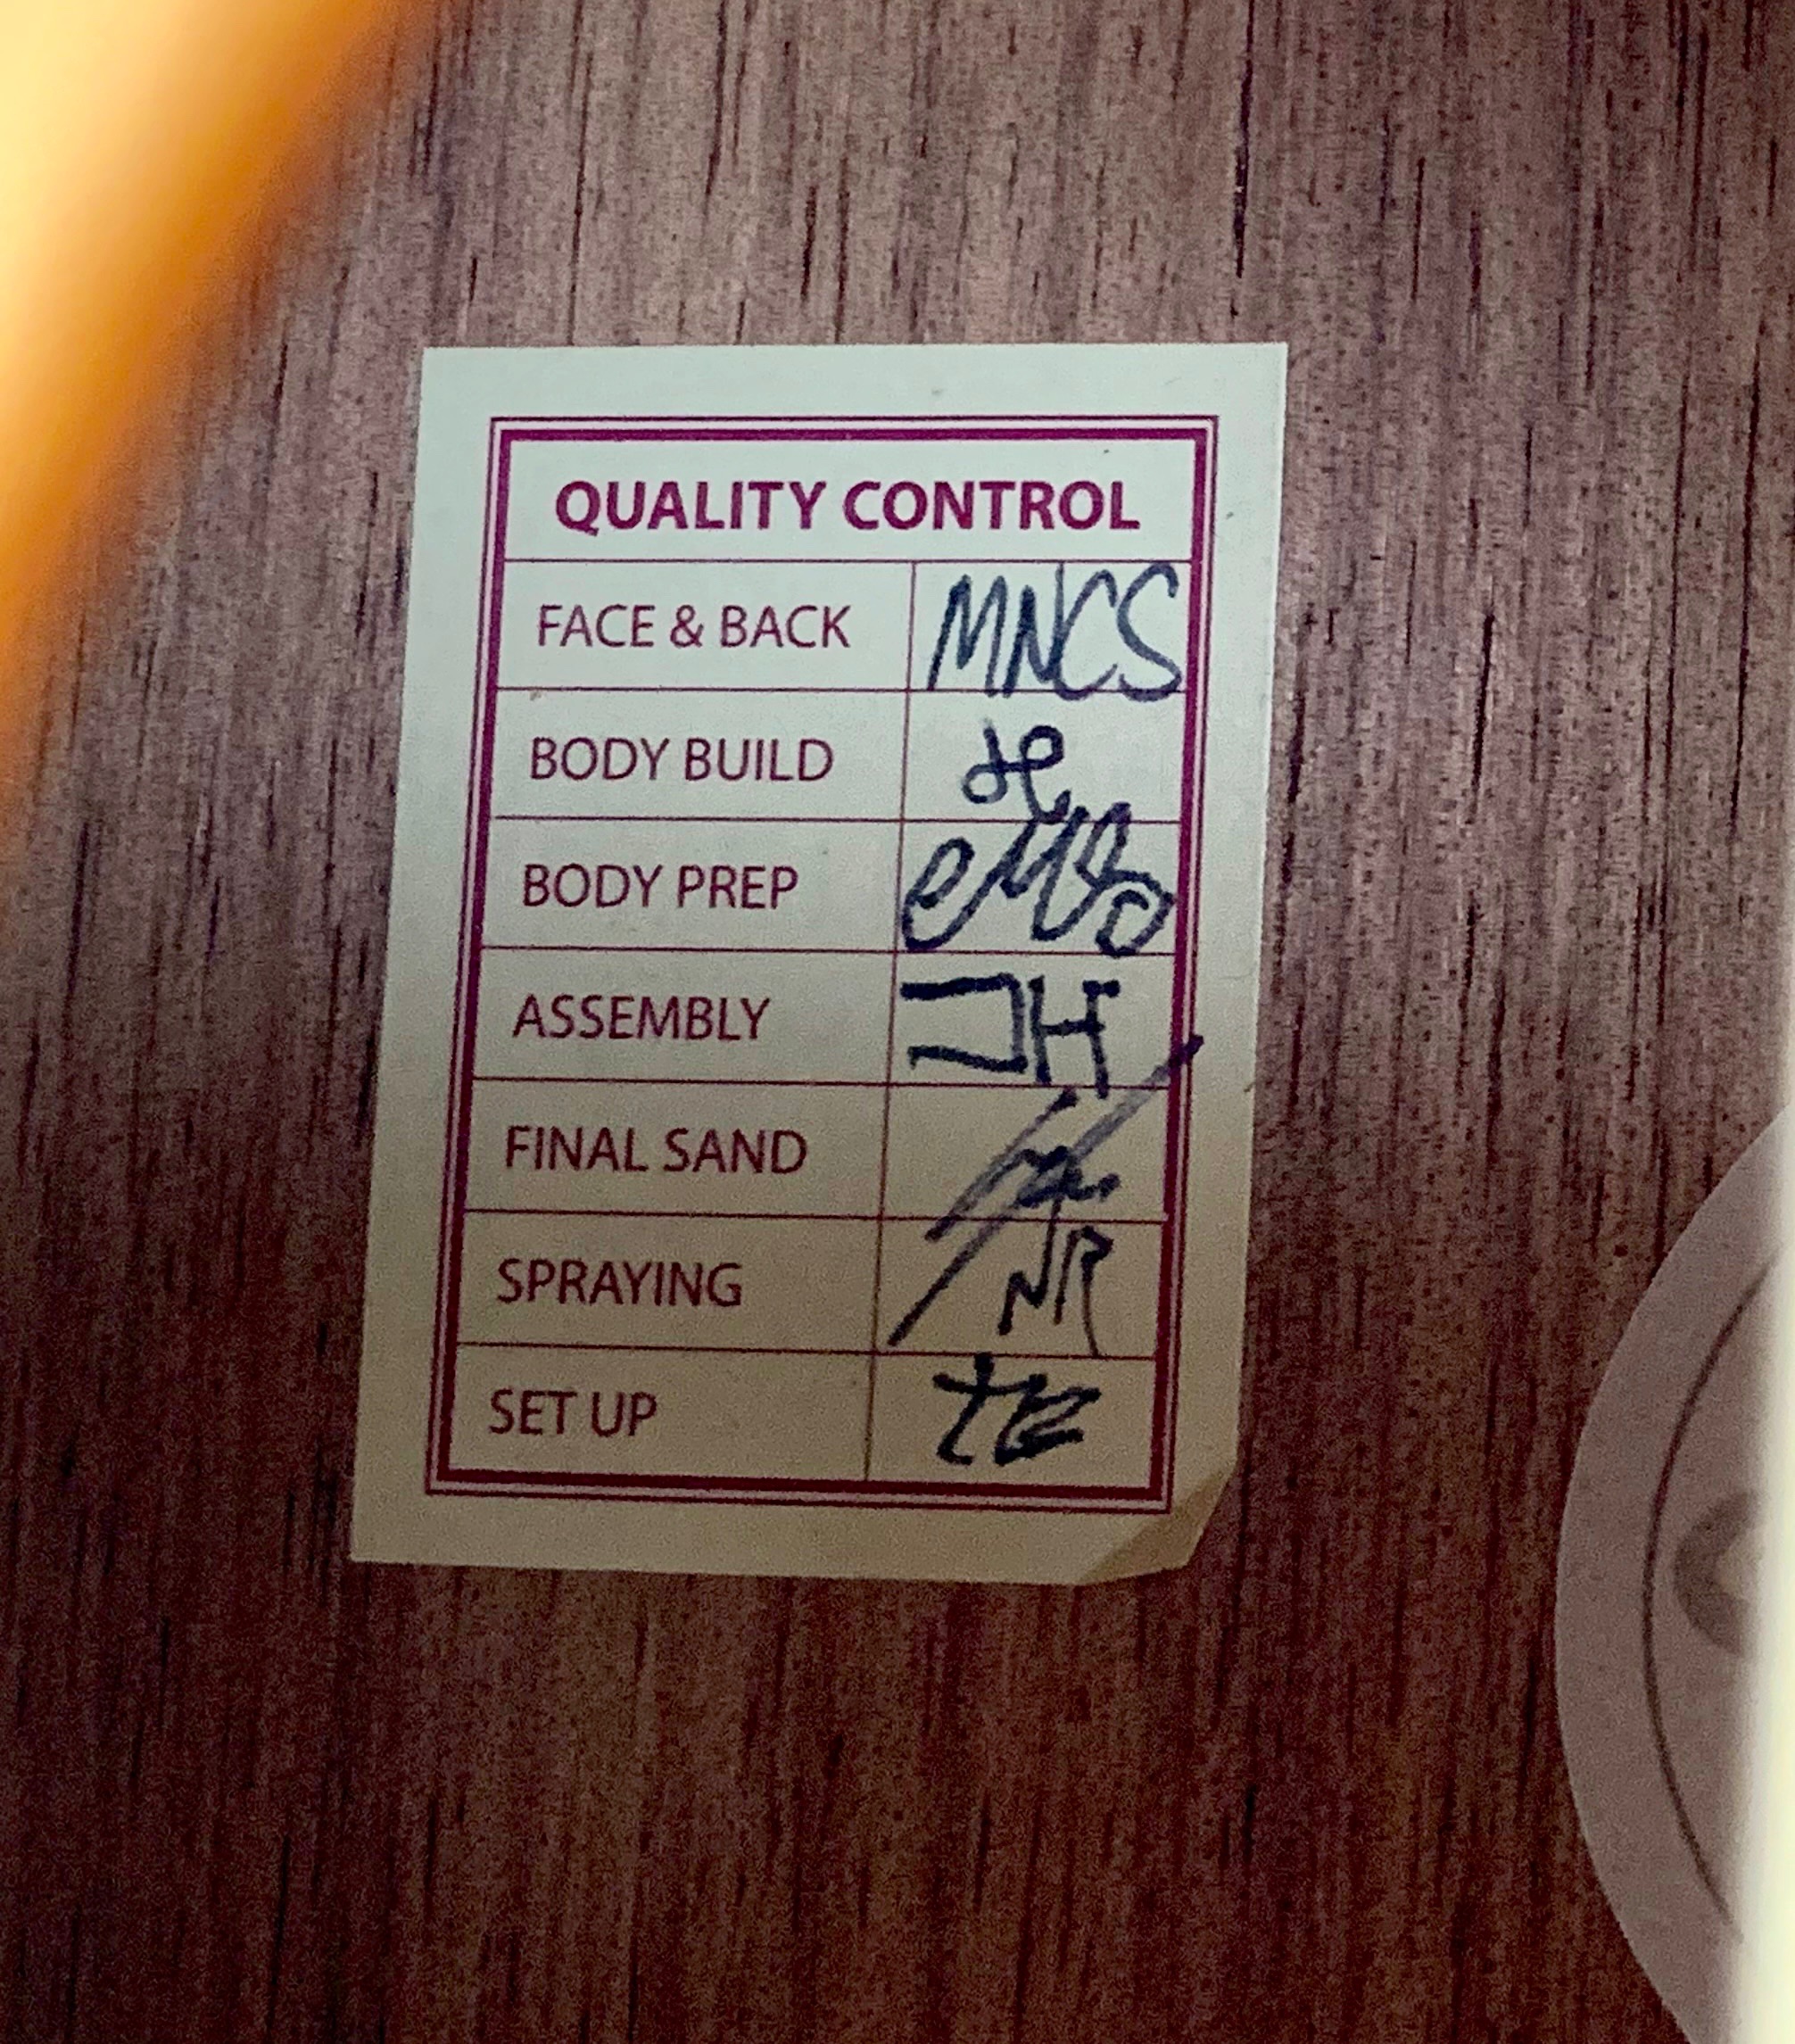 QUALITY CONTROL
FACE & BACK MNCS
BODY BUILD
BODY PREP
ASSEMBLY JH
FINAL SAND
SPRAYING NR
SET UP